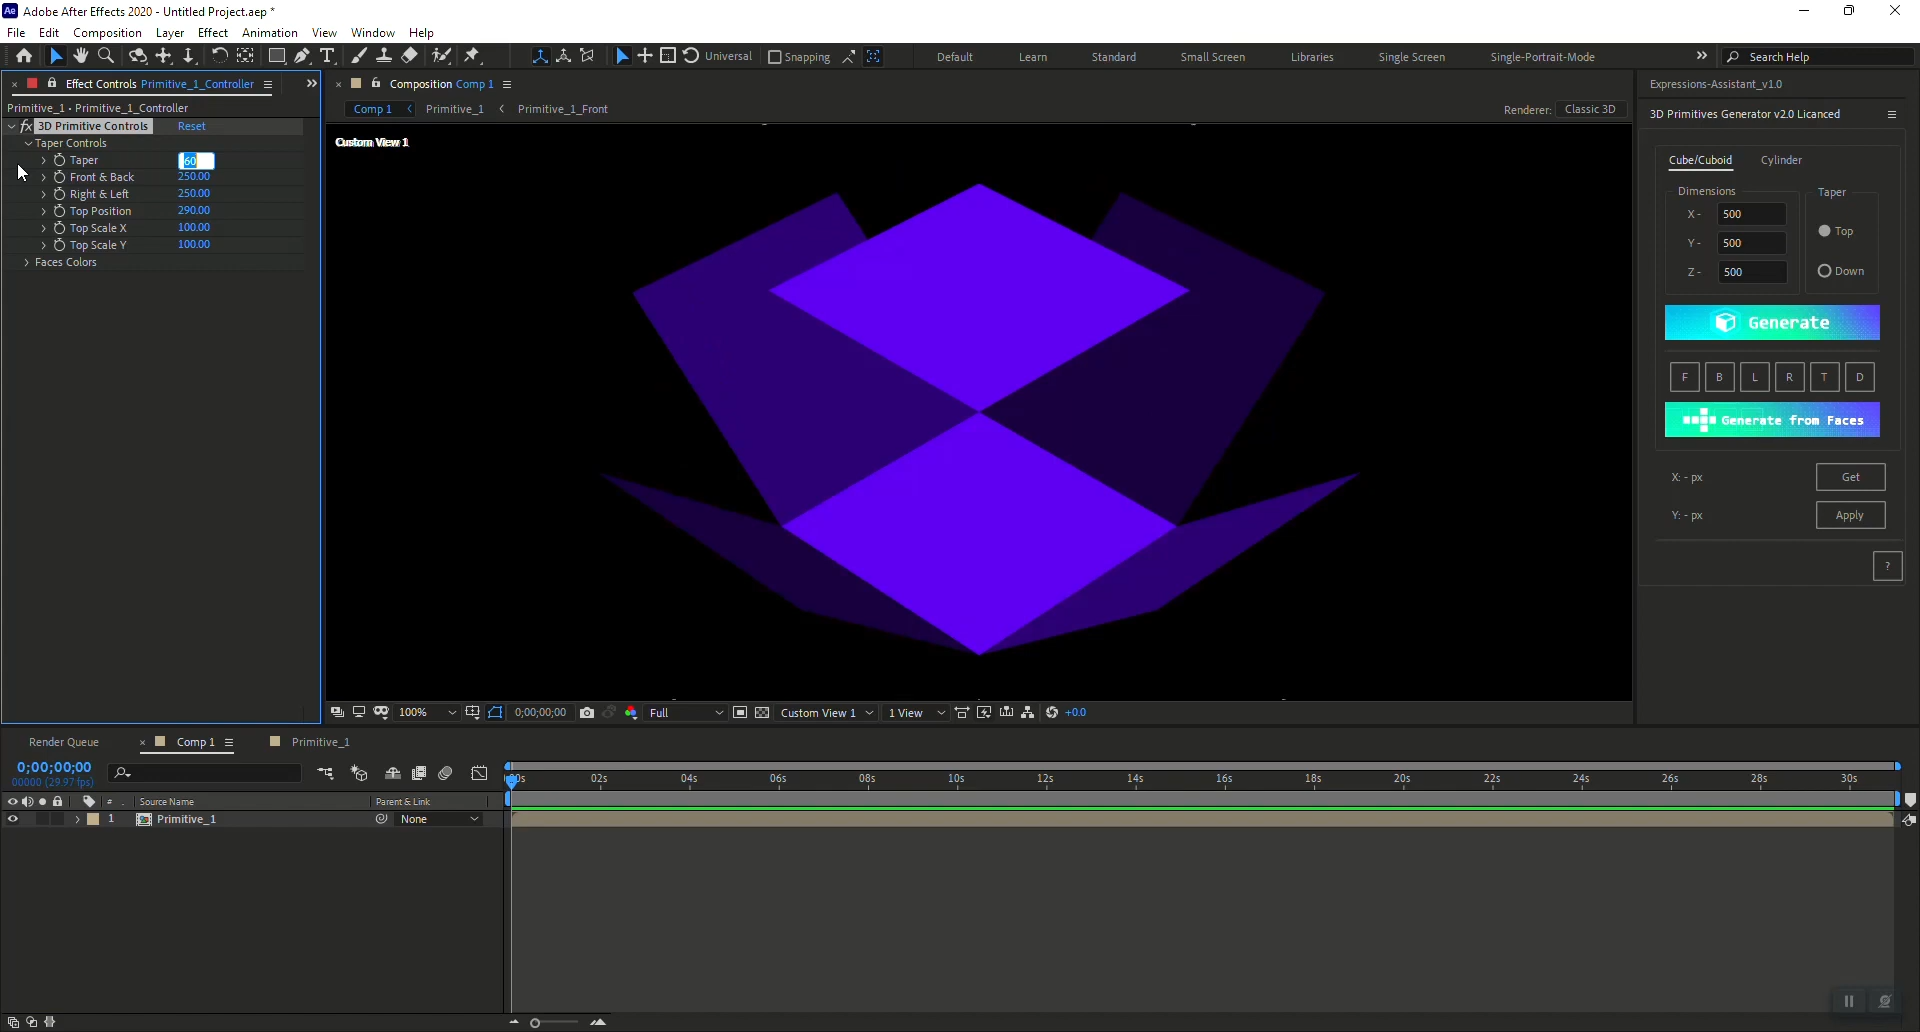 Ae Adobe After Effects 2020 - Untitled Project.aep *
File Edit Composition Layer Effect Animation View Window Help
Universal Snapping Default Learn Standard Small Screen Libraries Single Screen Single-Portrait-Mode Search Help
Effect Controls Primitive_1_Controller
Primitive_1 • Primitive_1_Controller
fx 3D Primitive Controls Reset
Taper Controls
Taper 60
Front & Back 250.00
Right & Left 250.00
Top Position 290.00
Top Scale X 100.00
Top Scale Y 100.00
Faces Colors
Composition Comp 1
Comp 1 Primitive_1 Primitive_1_Front
Renderer: Classic 3D
Custom View 1
100% 0;00;00;00 Full Custom View 1 1 View +0.0
Expressions-Assistant_v1.0
3D Primitives Generator v2.0 Licanced
Cube/Cuboid Cylinder
Dimensions Taper
X - 500
Y - 500
Z - 500
Top
Down
Generate
F B L R T D
Generate from Faces
X: - px Get
Y: - px Apply
?
Render Queue Comp 1 Primitive_1
0;00;00;00
00000 (29.97 fps)
# Source Name Parent & Link
1 Primitive_1 None
00s 02s 04s 06s 08s 10s 12s 14s 16s 18s 20s 22s 24s 26s 28s 30s